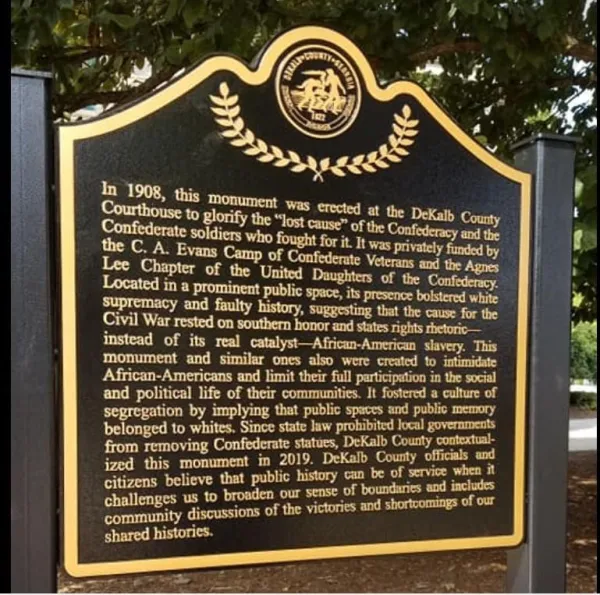 DEKALB COUNTY GEORGIA
1822
In 1908, this monument was erected at the DeKalb County
Courthouse to glorify the “lost cause” of the Confederacy and the
Confederate soldiers who fought for it. It was privately funded by
the C. A. Evans Camp of Confederate Veterans and the Agnes
Lee Chapter of the United Daughters of the Confederacy.
Located in a prominent public space, its presence bolstered white
supremacy and faulty history, suggesting that the cause for the
Civil War rested on southern honor and states rights rhetoric—
instead of its real catalyst—African-American slavery. This
monument and similar ones also were created to intimidate
African-Americans and limit their full participation in the social
and political life of their communities. It fostered a culture of
segregation by implying that public spaces and public memory
belonged to whites. Since state law prohibited local governments
from removing Confederate statues, DeKalb County contextual-
ized this monument in 2019. DeKalb County officials and
citizens believe that public history can be of service when it
challenges us to broaden our sense of boundaries and includes
community discussions of the victories and shortcomings of our
shared histories.